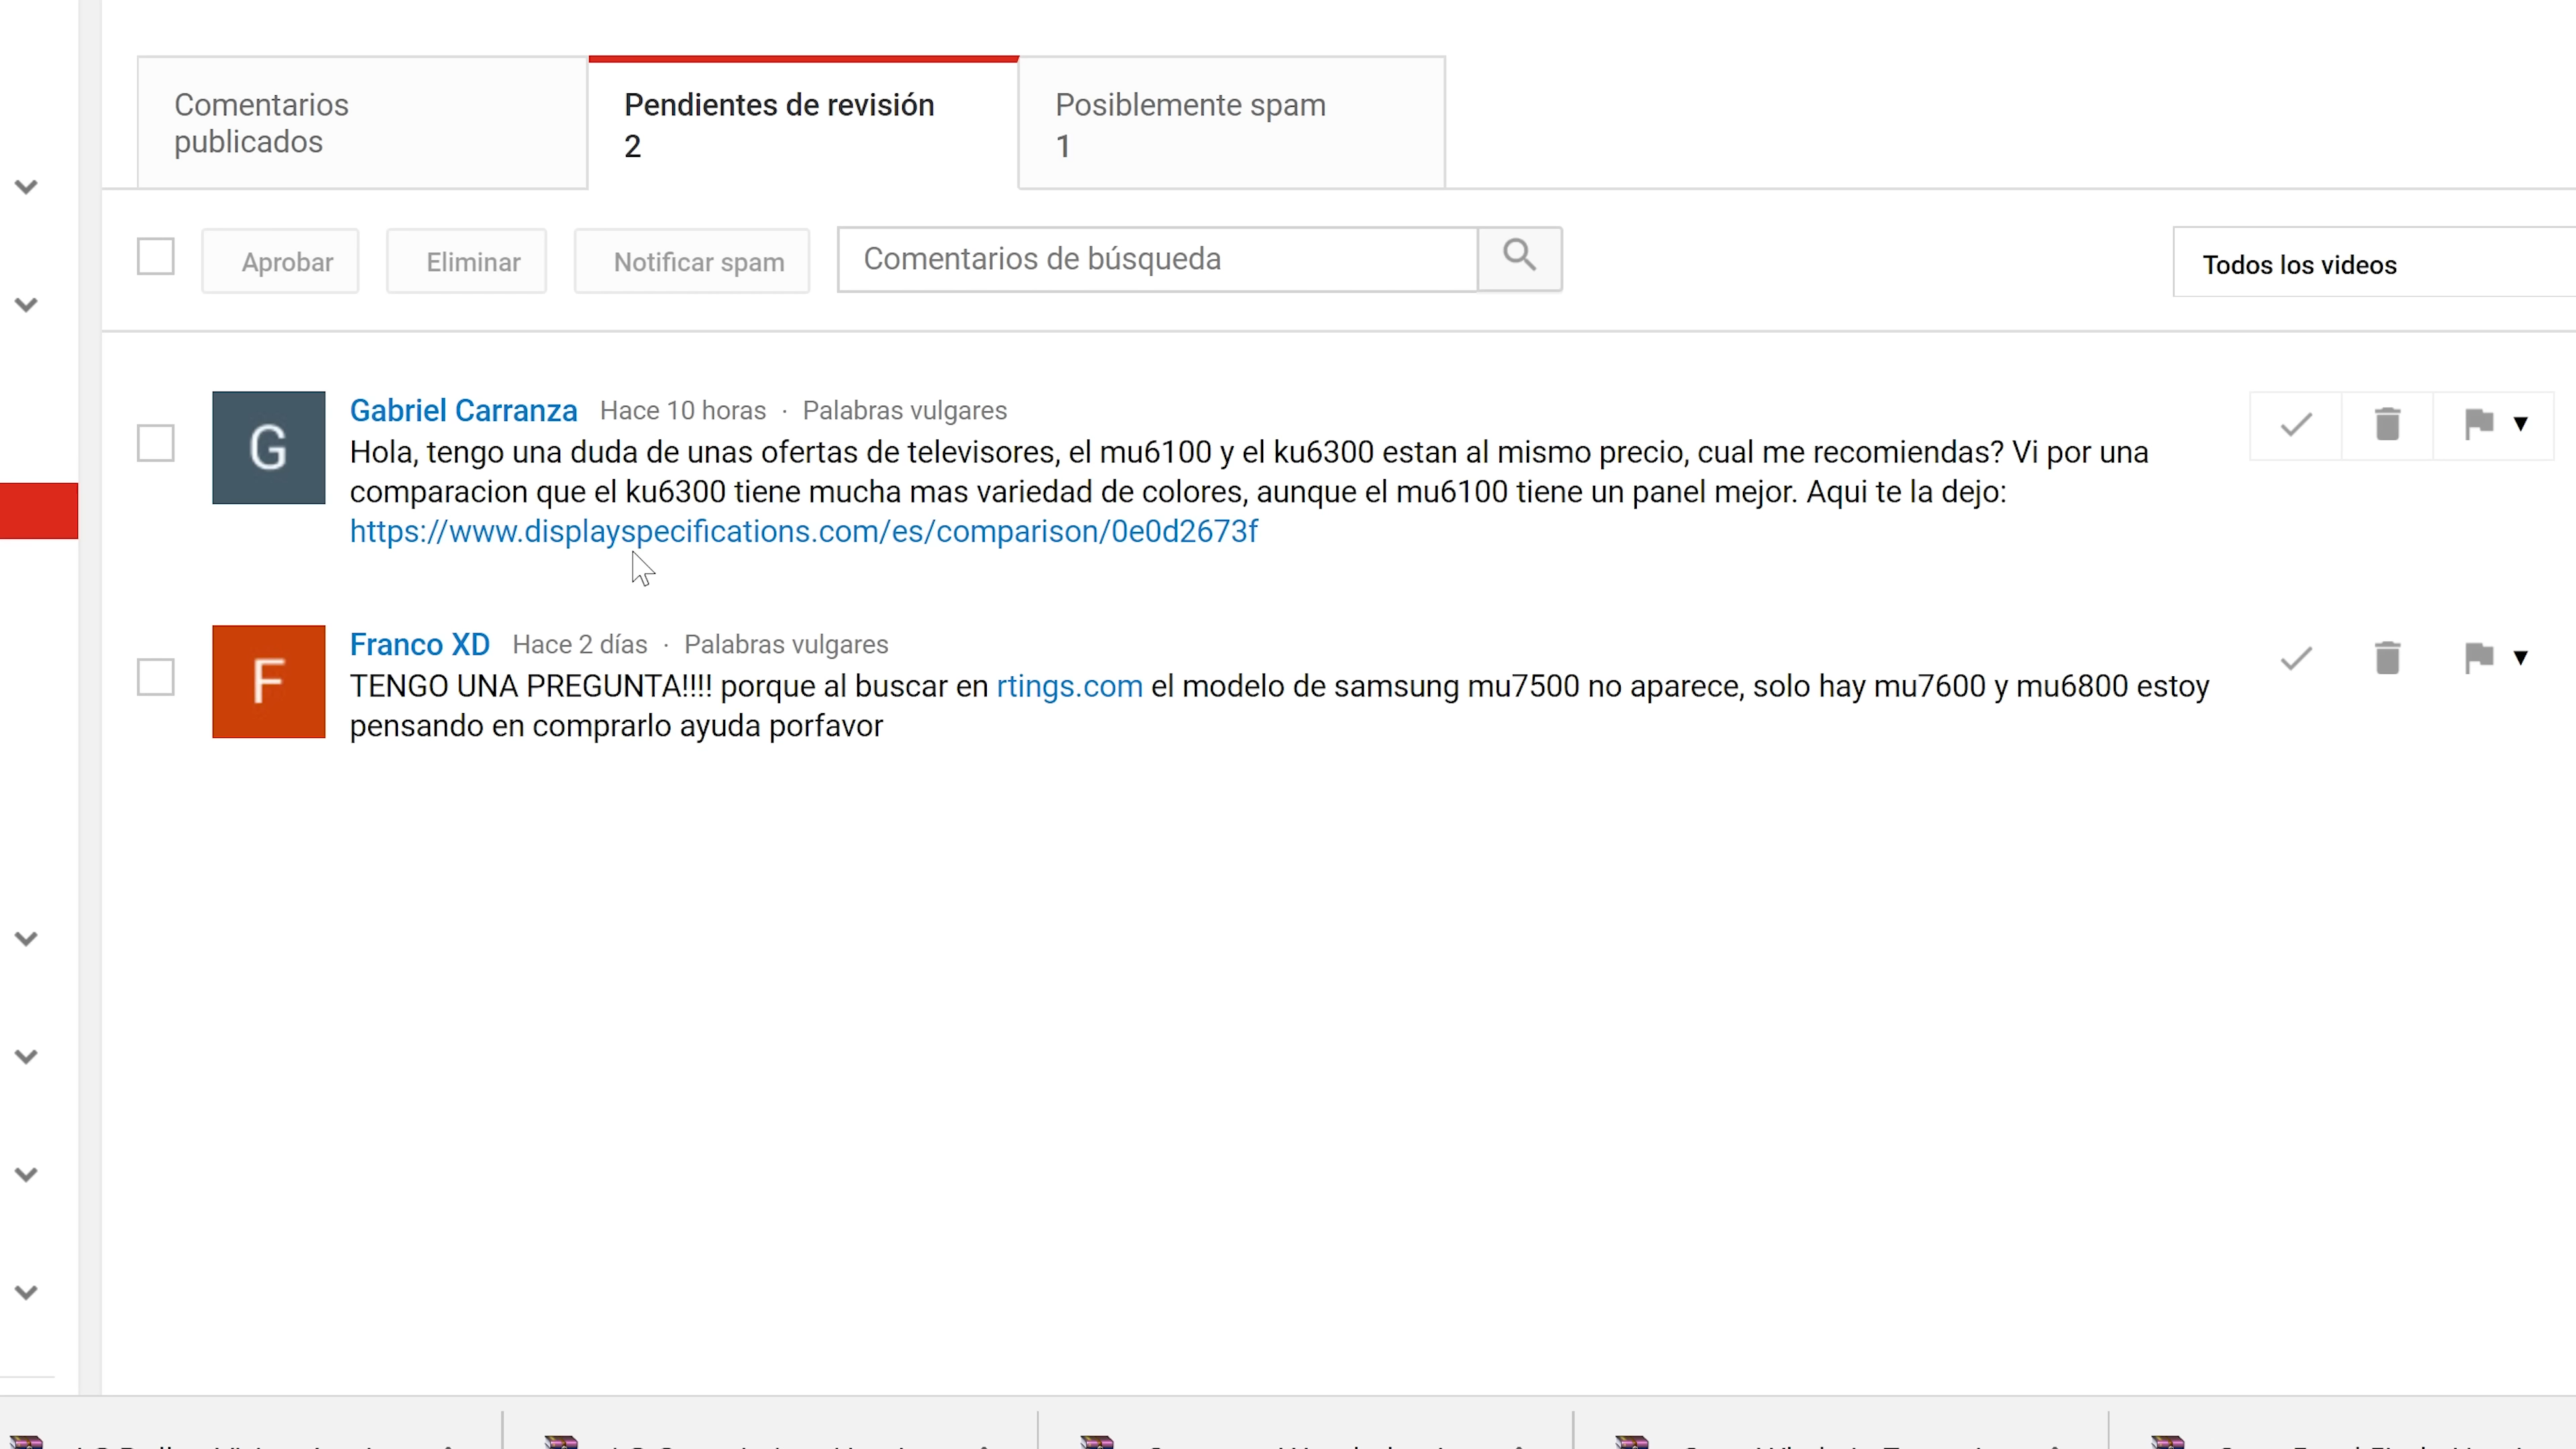 Comentarios
publicados
Pendientes de revisión
2
Posiblemente spam
1
Aprobar
Eliminar
Notificar spam
Comentarios de búsqueda
Todos los videos
G
Gabriel Carranza Hace 10 horas · Palabras vulgares
Hola, tengo una duda de unas ofertas de televisores, el mu6100 y el ku6300 estan al mismo precio, cual me recomiendas? Vi por una
comparacion que el ku6300 tiene mucha mas variedad de colores, aunque el mu6100 tiene un panel mejor. Aqui te la dejo:
https://www.displayspecifications.com/es/comparison/0e0d2673f
F
Franco XD Hace 2 días · Palabras vulgares
TENGO UNA PREGUNTA!!!! porque al buscar en rtings.com el modelo de samsung mu7500 no aparece, solo hay mu7600 y mu6800 estoy
pensando en comprarlo ayuda porfavor